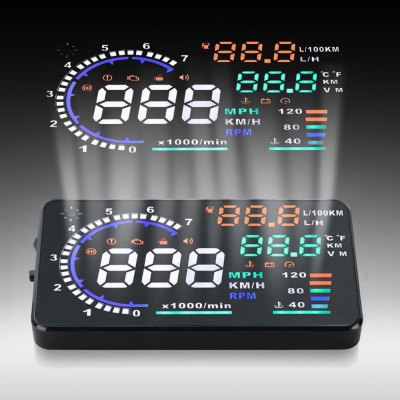 4 5 6 7
3
2
1 0
88.8 L/100KM
L/H
88.8 °C °F
K M
V M
888
MPH
KM/H
RPM
120
80
40
x1000/min
4 5 6 7
3
2
1 0
88.8 L/100KM
L/H
88.8 °C °F
K M
V M
888
MPH
KM/H
RPM
120
80
40
x1000/min